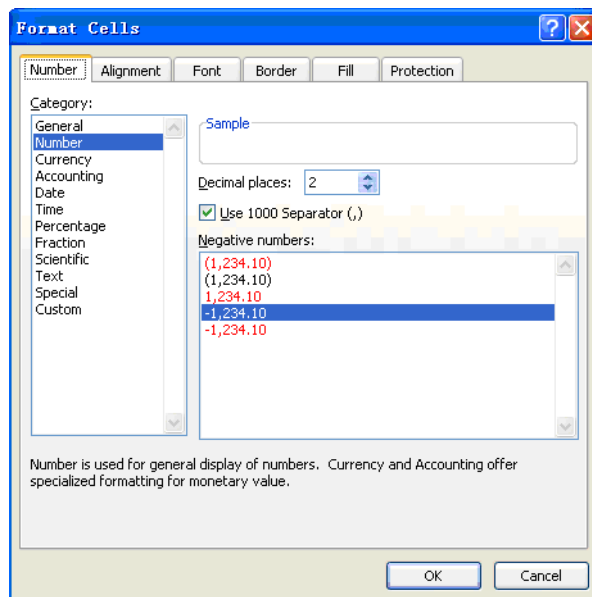 Format Cells
Number Alignment Font Border Fill Protection
Category:
General
Number
Currency
Accounting
Date
Time
Percentage
Fraction
Scientific
Text
Special
Custom
Sample
Decimal places: 2
Use 1000 Separator (,)
Negative numbers:
(1,234.10)
(1,234.10)
1,234.10
-1,234.10
-1,234.10
Number is used for general display of numbers. Currency and Accounting offer
specialized formatting for monetary value.
OK Cancel